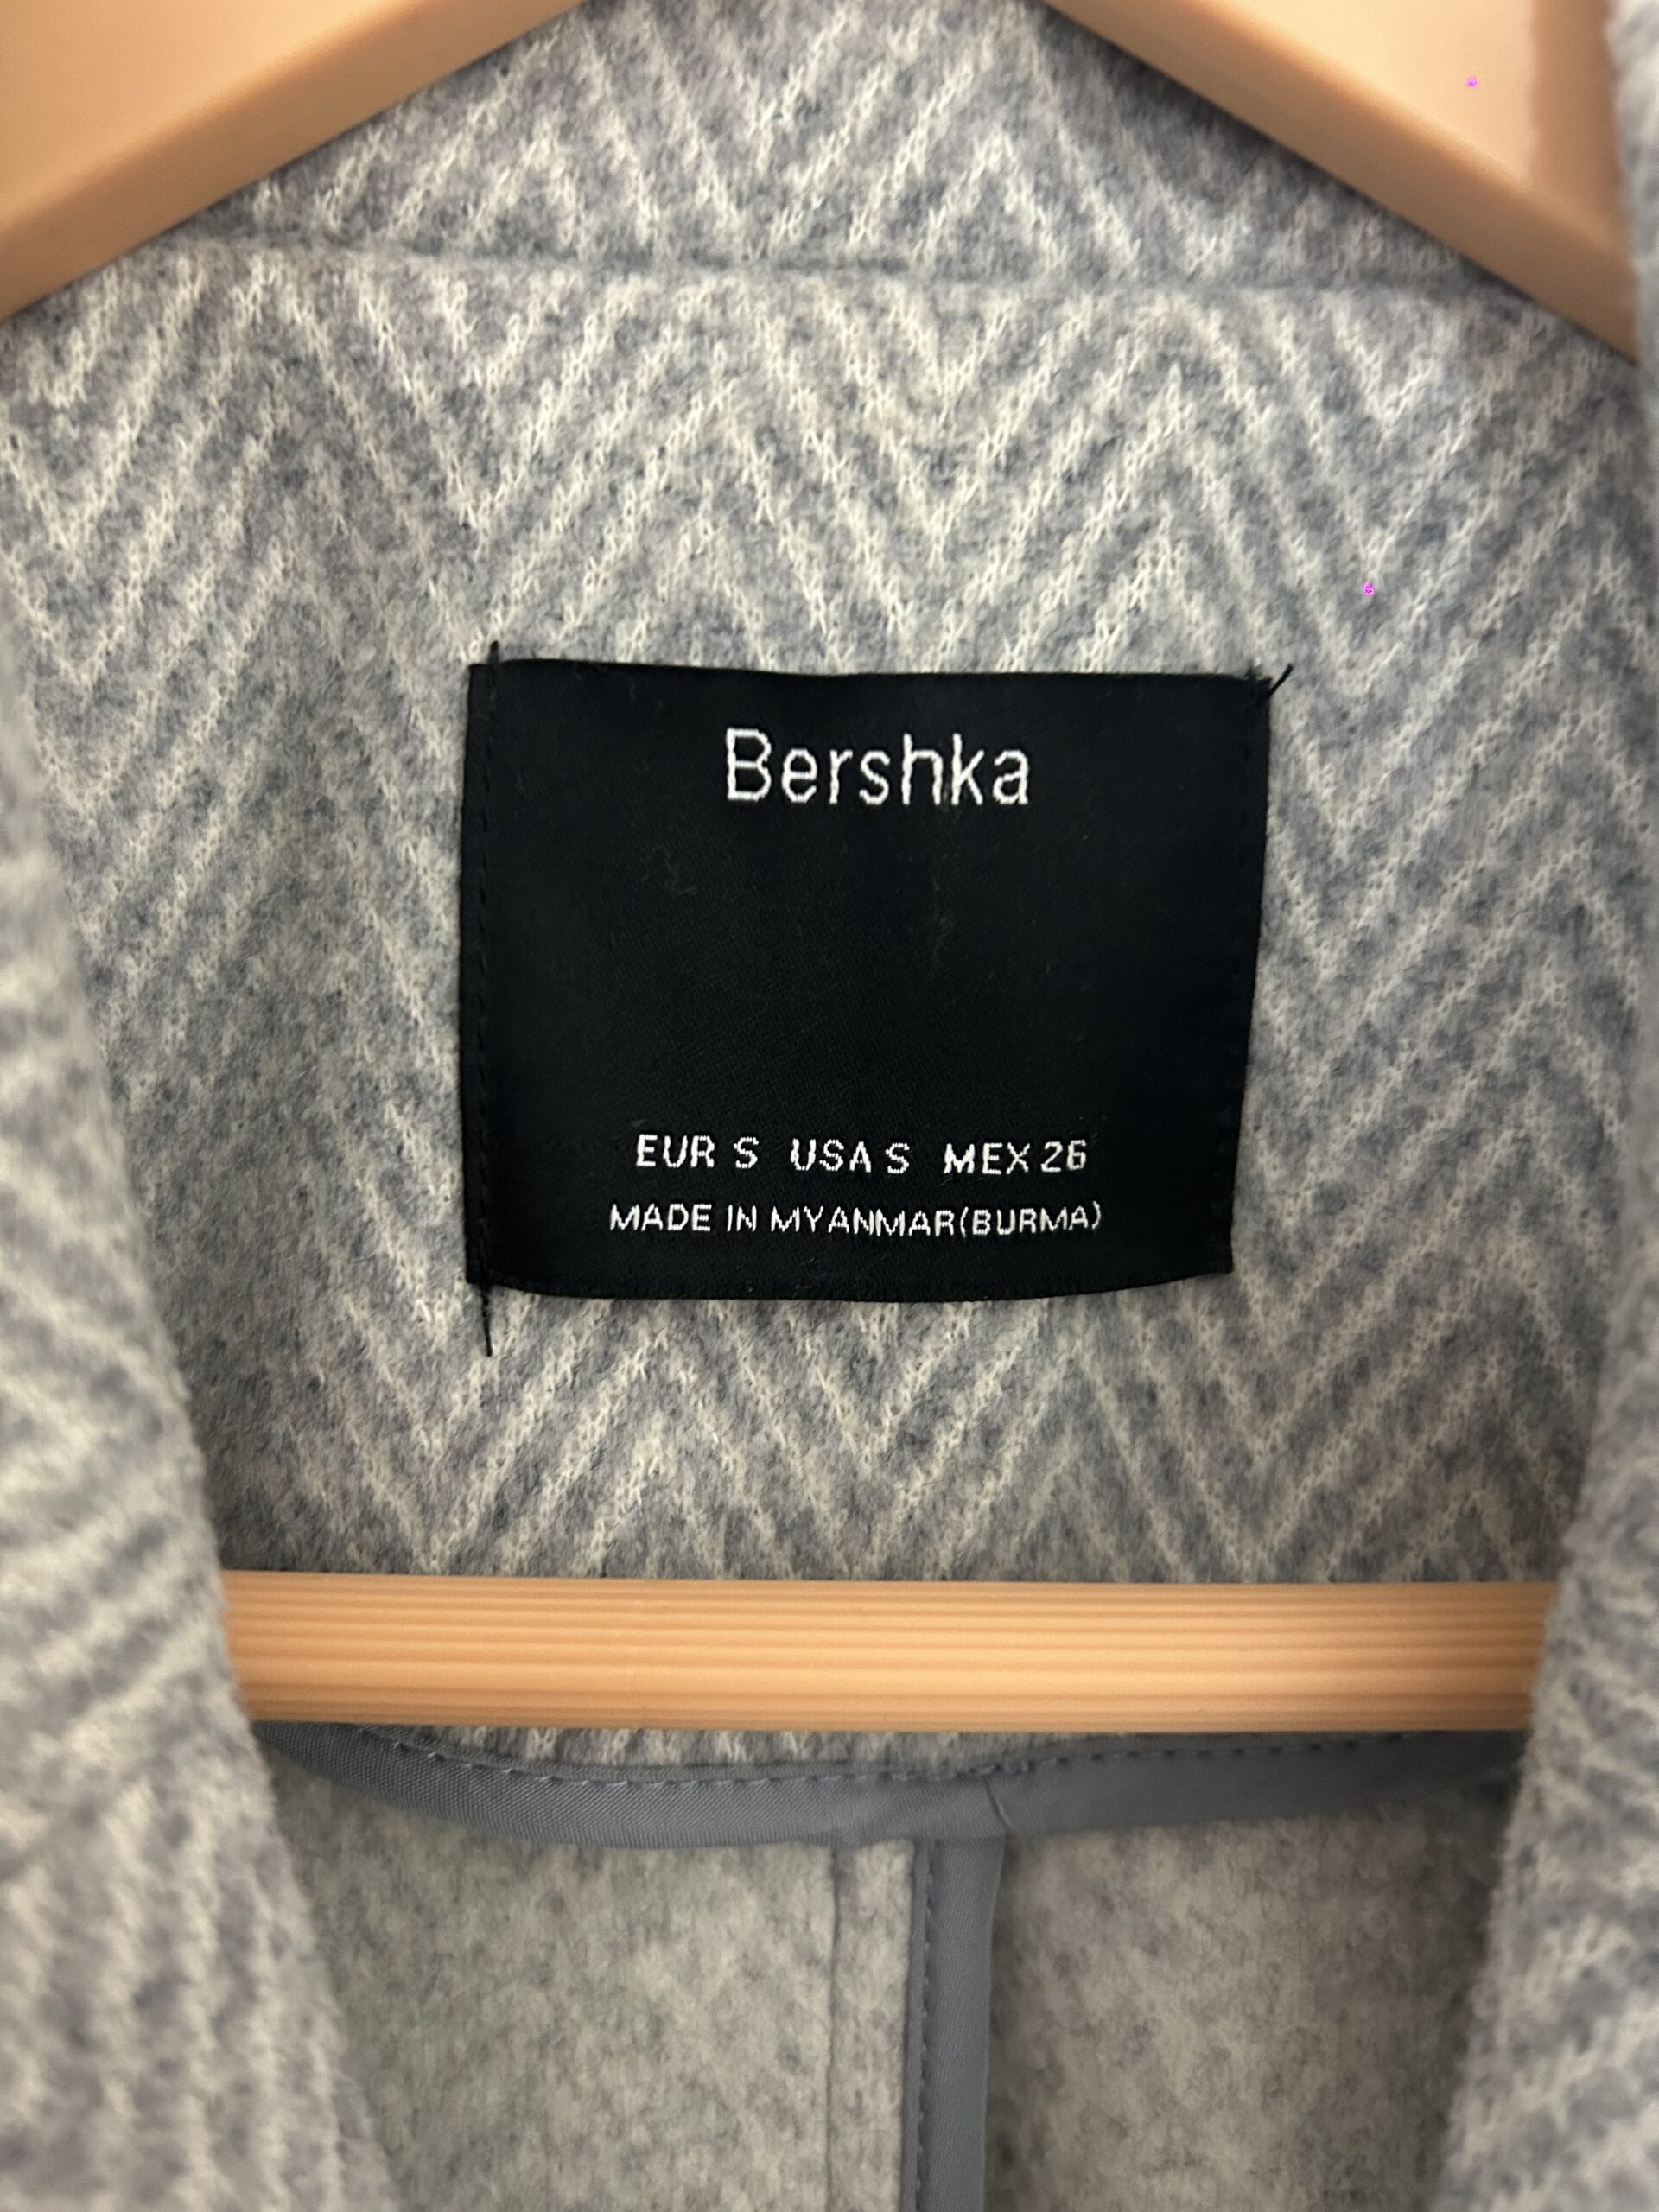 Bershka
EUR S USA S MEX 26
MADE IN MYANMAR(BURMA)